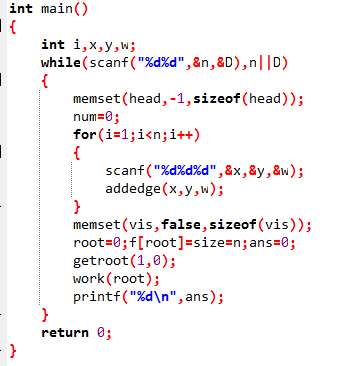 int main()
{
    int i,x,y,w;
    while(scanf("%d%d",&n,&D),n||D)
    {
        memset(head,-1,sizeof(head));
        num=0;
        for(i=1;i<n;i++)
        {
            scanf("%d%d%d",&x,&y,&w);
            addedge(x,y,w);
        }
        memset(vis,false,sizeof(vis));
        root=0;f[root]=size=n;ans=0;
        getroot(1,0);
        work(root);
        printf("%d\n",ans);
    }
    return 0;
}